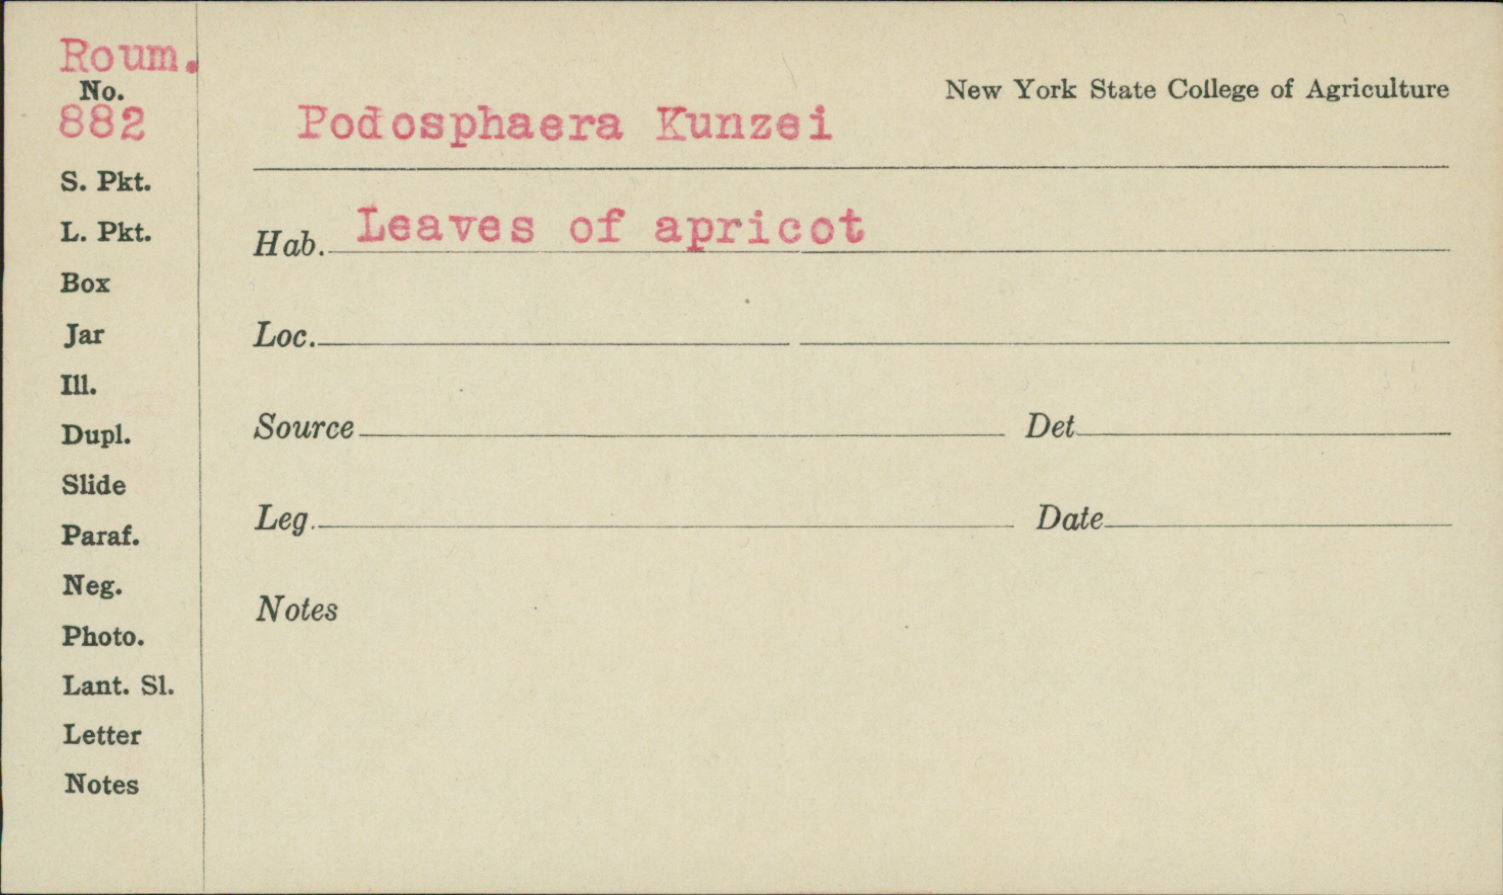 Roum.
No.
882
S. Pkt.
L. Pkt.
Box
Jar
Ill.
Dupl.
Slide
Paraf.
Neg.
Photo.
Lant. Sl.
Letter
Notes
New York State College of Agriculture
Podosphaera Kunzei
Hab. Leaves of apricot
Loc.
Source Det
Leg. Date
Notes